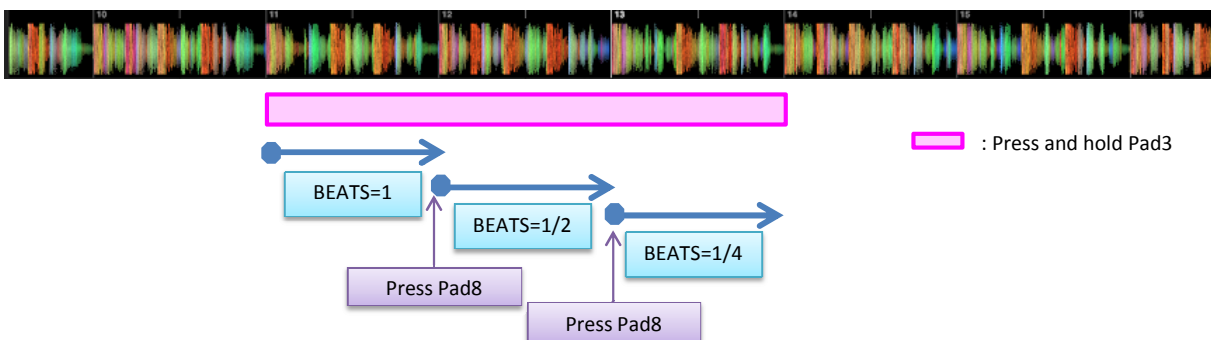 10 11 12 13 14 15 16
: Press and hold Pad3
BEATS=1
BEATS=1/2
BEATS=1/4
Press Pad8
Press Pad8